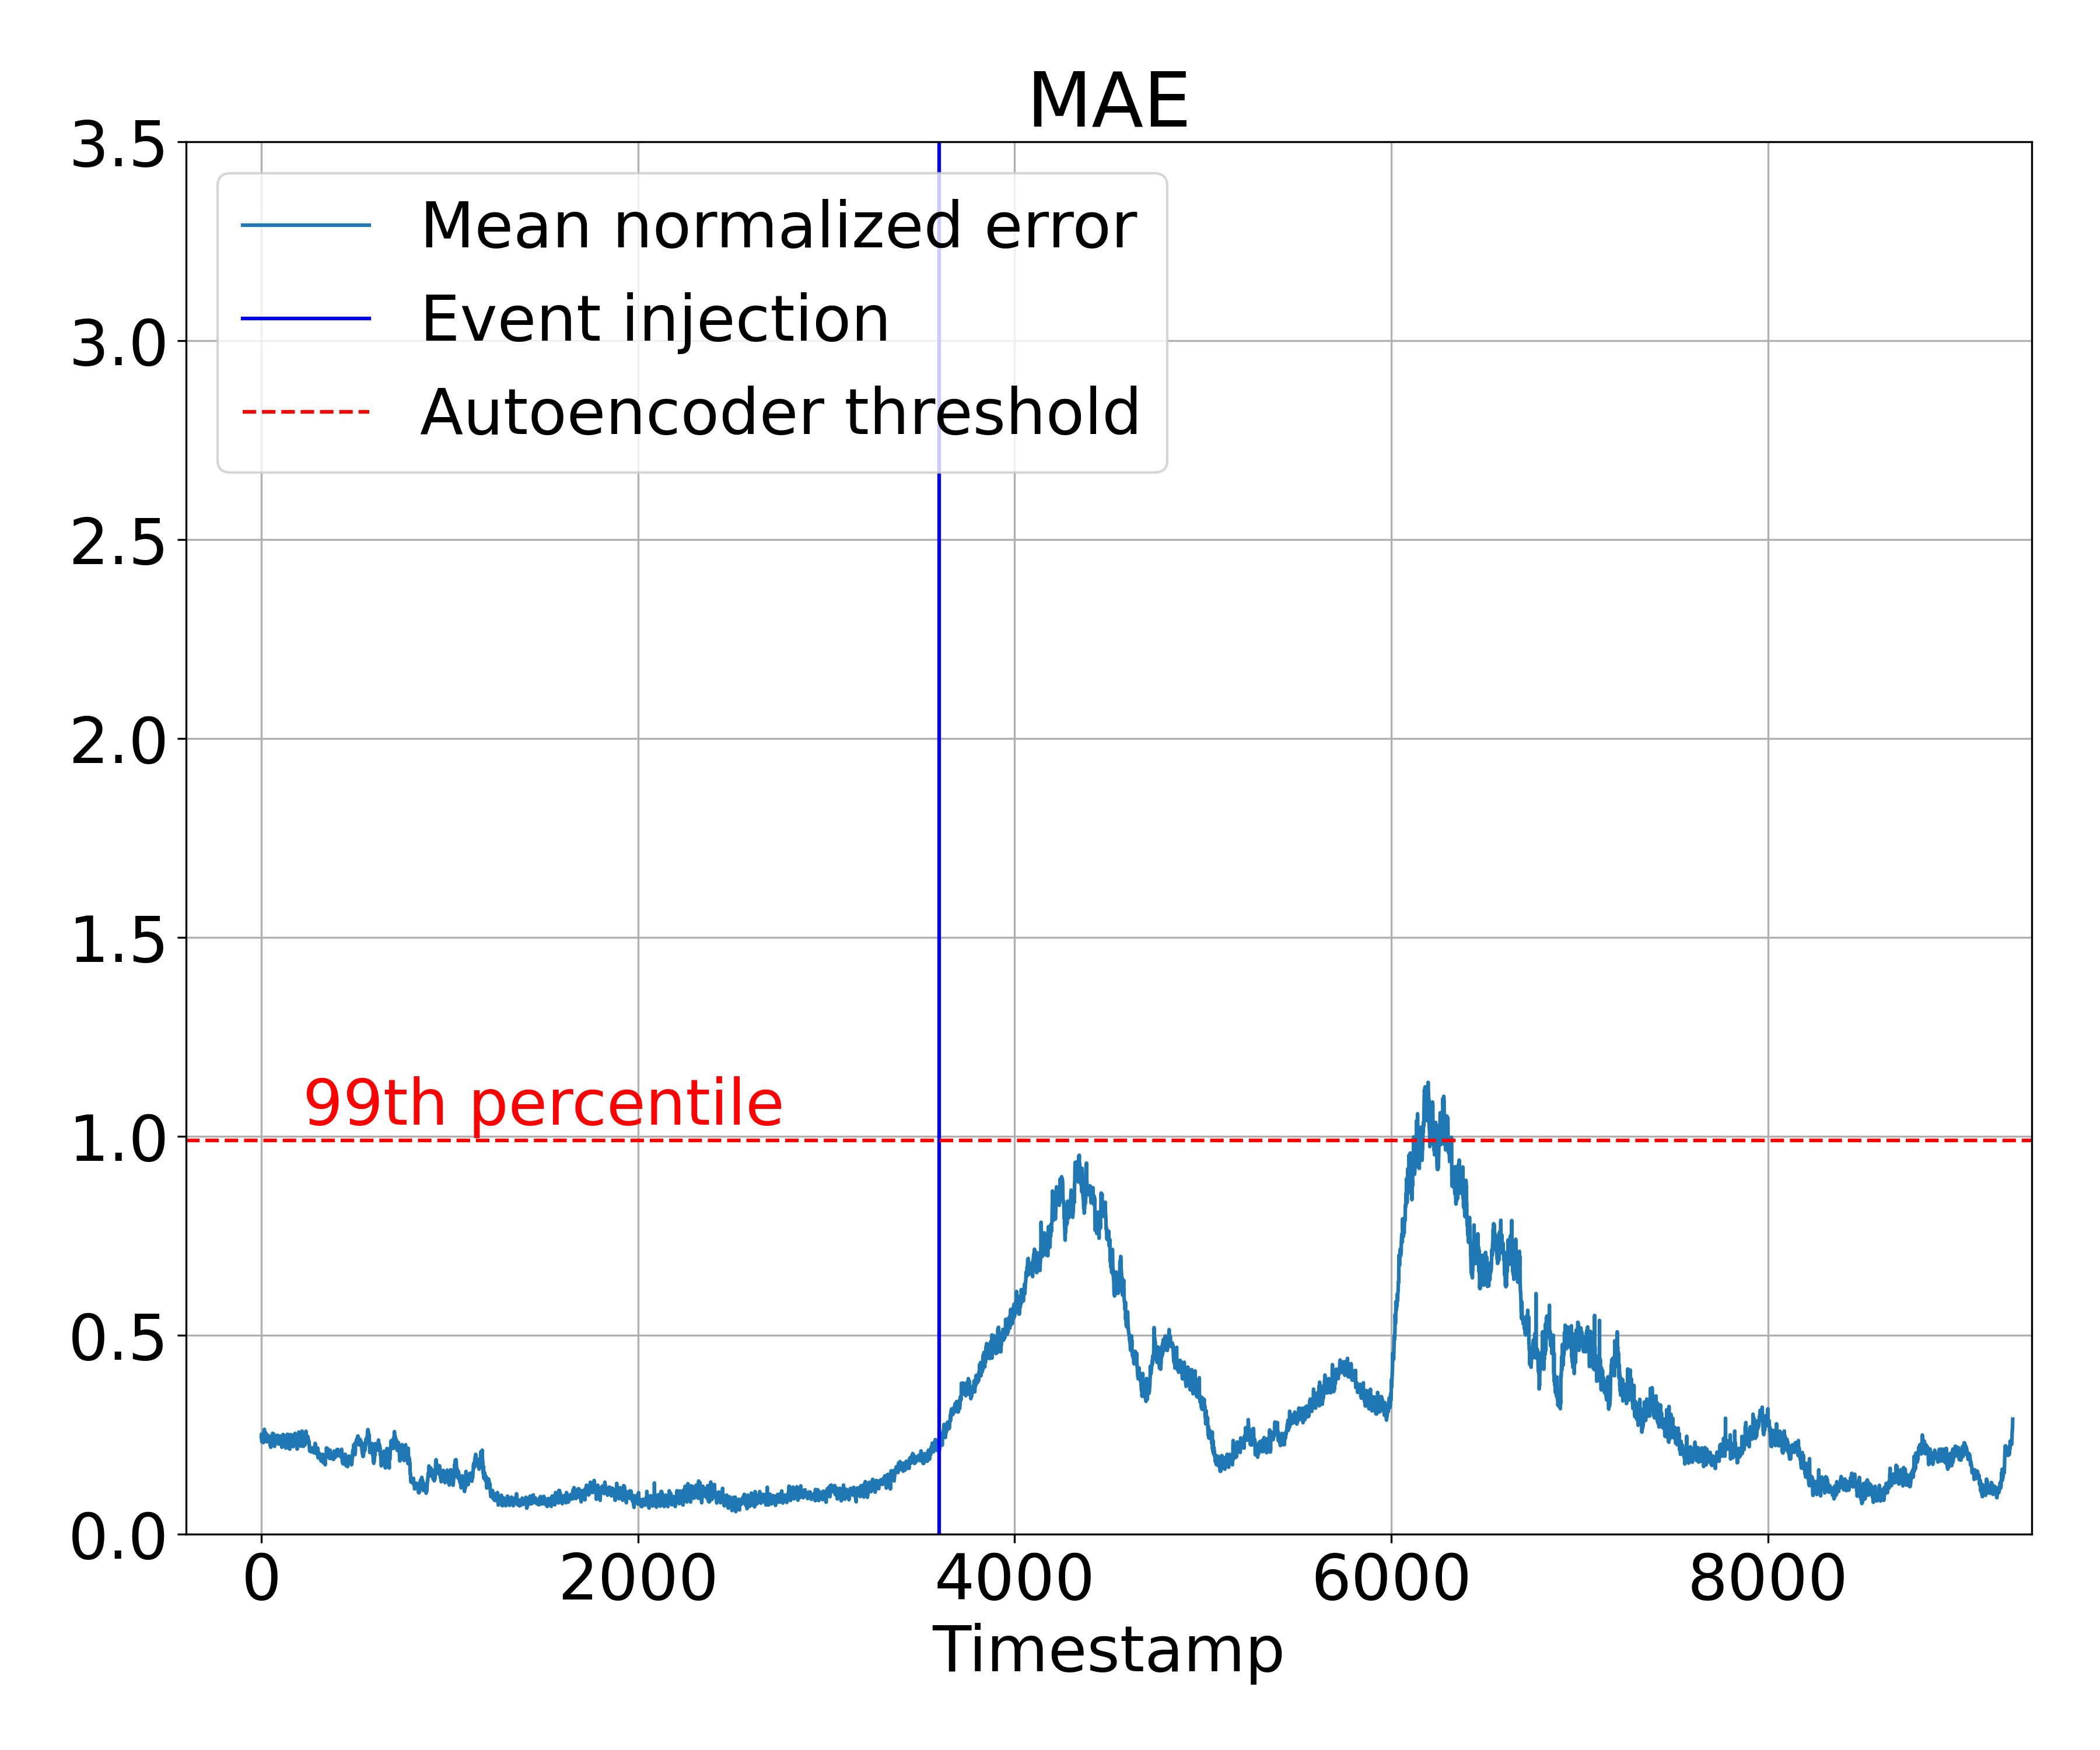 MAE
3.5
3.0
2.5
2.0
1.5
1.0
0.5
0.0
Mean normalized error
Event injection
Autoencoder threshold
99th percentile
0 2000 4000 6000 8000
Timestamp